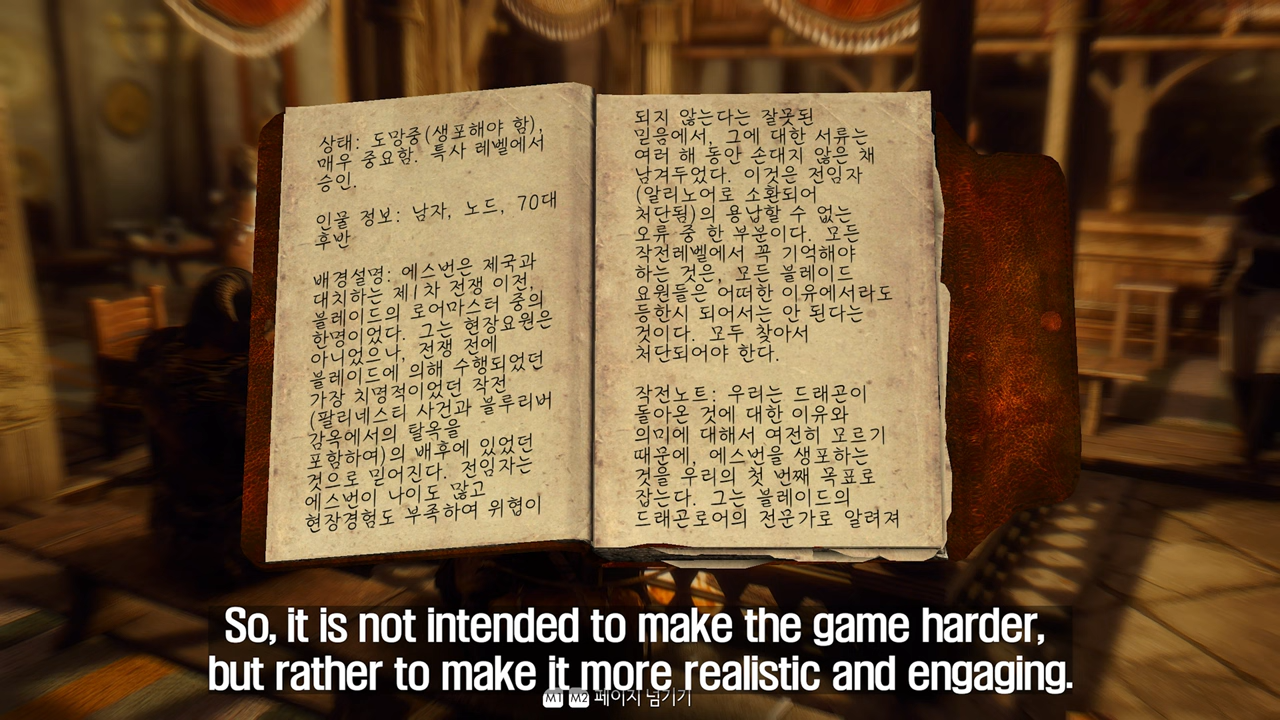 상태: 도망중(생포해야 함),
매우 중요함. 특사 레벨에서
승인.
인물 정보: 남자, 노드, 70대
후반
배경설명: 에스번은 제국과
대치하는 제1차 전쟁 이전,
블레이드의 로어마스터 중의
한명이었다. 그는 현장요원은
아니었으나, 전쟁 전에
블레이드에 의해 수행되었던
가장 치명적이었던 작전
(팔리네스티 사건과 블루리버
감옥에서의 탈옥을
포함하여)의 배후에 있었던
것으로 믿어진다. 전임자는
에스번이 나이도 많고
현장경험도 부족하여 위협이
되지 않는다는 잘못된
믿음에서, 그에 대한 서류는
여러 해 동안 손대지 않은 채
남겨두었다. 이것은 전임자
(알리노어로 소환되어
처단됨)의 용납할 수 없는
오류 중 한 부분이다. 모든
작전레벨에서 꼭 기억해야
하는 것은, 모든 블레이드
요원들은 어떠한 이유에서라도
등한시 되어서는 안 된다는
것이다. 모두 찾아서
처단되어야 한다.
작전노트: 우리는 드래곤이
돌아온 것에 대한 이유와
의미에 대해서 여전히 모르기
때문에, 에스번을 생포하는
것을 우리의 첫 번째 목표로
잡는다. 그는 블레이드의
드래곤로어의 전문가로 알려져
So, it is not intended to make the game harder,
but rather to make it more realistic and engaging.
M1 M2 페이지 넘기기